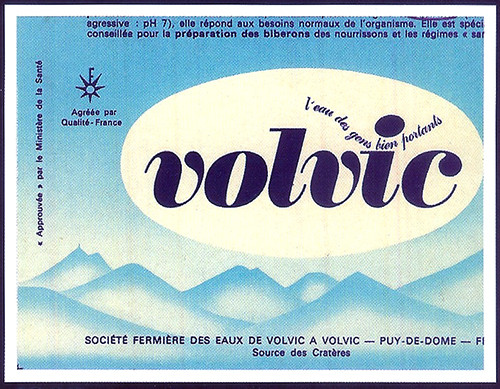 agressive : pH 7), elle répond aux besoins normaux de l'organisme. Elle est spéci
conseillée pour la préparation des biberons des nourrissons et les régimes « sa
« Approuvée » par le Ministère de la Santé
Agréée par
Qualité-France
l'eau des gens bien portants
volvic
SOCIÉTÉ FERMIÈRE DES EAUX DE VOLVIC A VOLVIC — PUY-DE-DOME — F
Source des Cratères